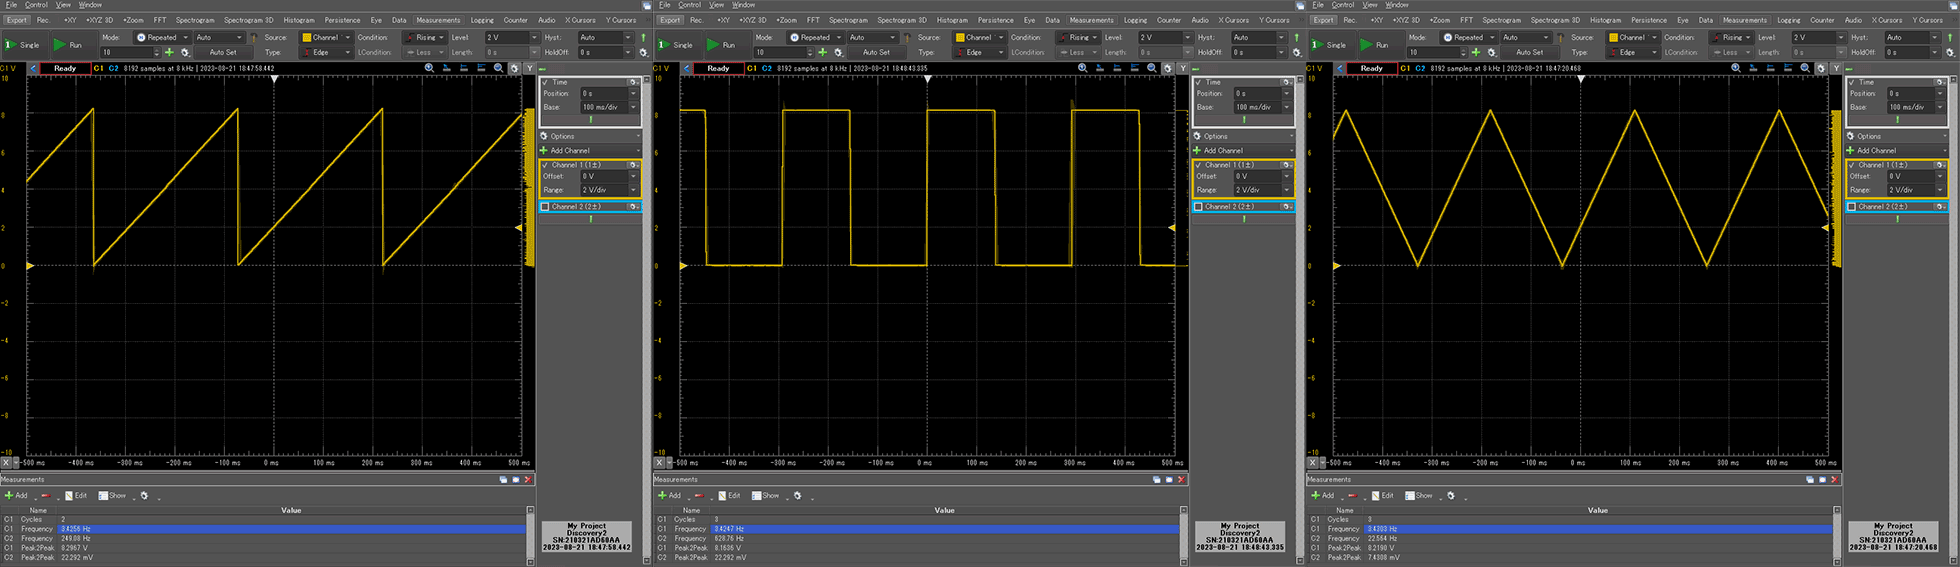 File Control View Window
Export Rec. +XY +XYZ 3D +Zoom FFT Spectrogram Spectrogram 3D Histogram Persistence Eye Data Measurements Logging Counter Audio X Cursors Y Cursors
Single Run Mode: Repeated Auto Source: Channel 1 Condition: Rising Level: 2 V Hyst: Auto
10 Auto Set Type: Edge LCondition: Less Length: 0 s HoldOff: 0 s
C1 V Ready C1 C2 8192 samples at 8 kHz | 2023-08-21 18:47:58.442 Y
10
8
6
4
2
0
-2
-4
-6
-8
-10
X -500 ms -400 ms -300 ms -200 ms -100 ms 0 ms 100 ms 200 ms 300 ms 400 ms 500 ms
Time
Position: 0 s
Base: 100 ms/div
Options
Add Channel
Channel 1 (1±)
Offset: 0 V
Range: 2 V/div
Channel 2 (2±)
Measurements
Add Edit Show
Name Value
C1 Cycles 2
C1 Frequency 3.4256 Hz
C2 Frequency 249.08 Hz
C1 Peak2Peak 8.2967 V
C2 Peak2Peak 22.292 mV
My Project
Discovery2
SN:210321AD60AA
2023-08-21 18:47:58.442
File Control View Window
Export Rec. +XY +XYZ 3D +Zoom FFT Spectrogram Spectrogram 3D Histogram Persistence Eye Data Measurements Logging Counter Audio X Cursors Y Cursors
Single Run Mode: Repeated Auto Source: Channel 1 Condition: Rising Level: 2 V Hyst: Auto
10 Auto Set Type: Edge LCondition: Less Length: 0 s HoldOff: 0 s
C1 V Ready C1 C2 8192 samples at 8 kHz | 2023-08-21 18:48:43.335 Y
10
8
6
4
2
0
-2
-4
-6
-8
-10
X -500 ms -400 ms -300 ms -200 ms -100 ms 0 ms 100 ms 200 ms 300 ms 400 ms 500 ms
Time
Position: 0 s
Base: 100 ms/div
Options
Add Channel
Channel 1 (1±)
Offset: 0 V
Range: 2 V/div
Channel 2 (2±)
Measurements
Add Edit Show
Name Value
C1 Cycles 3
C1 Frequency 3.4247 Hz
C2 Frequency 628.76 Hz
C1 Peak2Peak 8.1636 V
C2 Peak2Peak 22.292 mV
My Project
Discovery2
SN:210321AD60AA
2023-08-21 18:48:43.335
File Control View Window
Export Rec. +XY +XYZ 3D +Zoom FFT Spectrogram Spectrogram 3D Histogram Persistence Eye Data Measurements Logging Counter Audio X Cursors Y Cursors
Single Run Mode: Repeated Auto Source: Channel 1 Condition: Rising Level: 2 V Hyst: Auto
10 Auto Set Type: Edge LCondition: Less Length: 0 s HoldOff: 0 s
C1 V Ready C1 C2 8192 samples at 8 kHz | 2023-08-21 18:47:20.468 Y
10
8
6
4
2
0
-2
-4
-6
-8
-10
X -500 ms -400 ms -300 ms -200 ms -100 ms 0 ms 100 ms 200 ms 300 ms 400 ms 500 ms
Time
Position: 0 s
Base: 100 ms/div
Options
Add Channel
Channel 1 (1±)
Offset: 0 V
Range: 2 V/div
Channel 2 (2±)
Measurements
Add Edit Show
Name Value
C1 Cycles 3
C1 Frequency 3.4303 Hz
C2 Frequency 22.564 Hz
C1 Peak2Peak 8.2190 V
C2 Peak2Peak 7.4308 mV
My Project
Discovery2
SN:210321AD60AA
2023-08-21 18:47:20.468